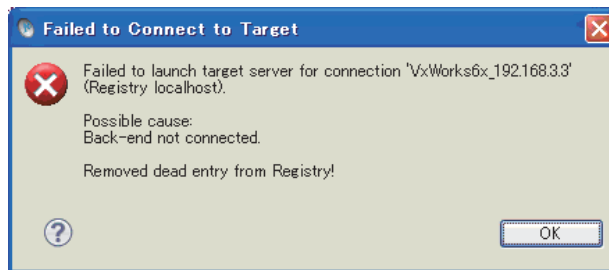 Failed to Connect to Target
Failed to launch target server for connection 'VxWorks6x_192.168.3.3'
(Registry localhost).
Possible cause:
Back-end not connected.
Removed dead entry from Registry!
?
OK